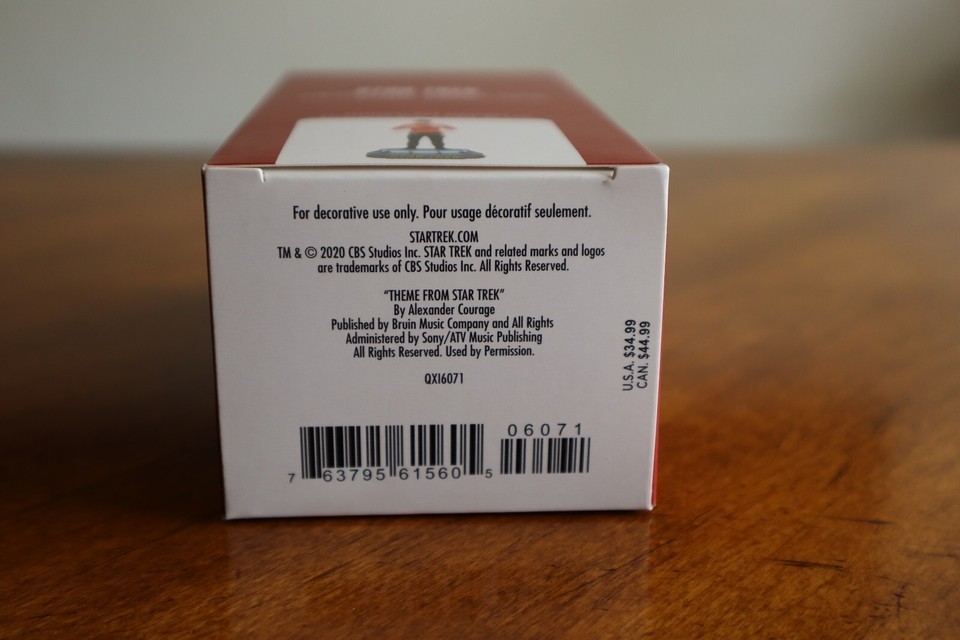 For decorative use only. Pour usage décoratif seulement.
STARTREK.COM
TM & © 2020 CBS Studios Inc. STAR TREK and related marks and logos
are trademarks of CBS Studios Inc. All Rights Reserved.
"THEME FROM STAR TREK"
By Alexander Courage
Published by Bruin Music Company and All Rights
Administered by Sony/ATV Music Publishing
All Rights Reserved. Used by Permission.
QXI6071
U.S.A. $34.99
CAN. $44.99
06071
7 63795 61560 5